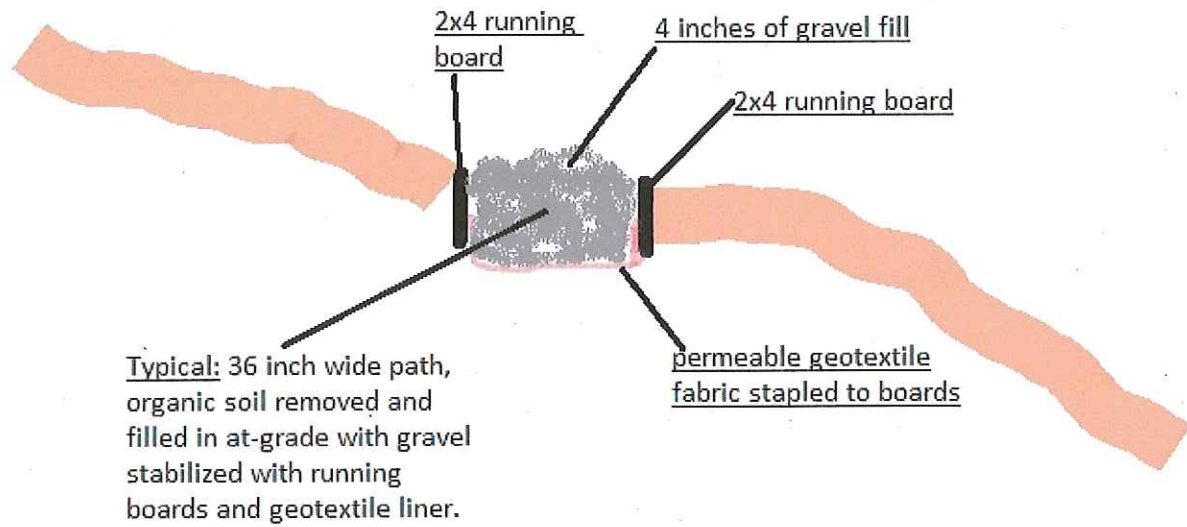 2x4 running
board
4 inches of gravel fill
2x4 running board
Typical: 36 inch wide path,
organic soil removed and
filled in at-grade with gravel
stabilized with running
boards and geotextile liner.
permeable geotextile
fabric stapled to boards